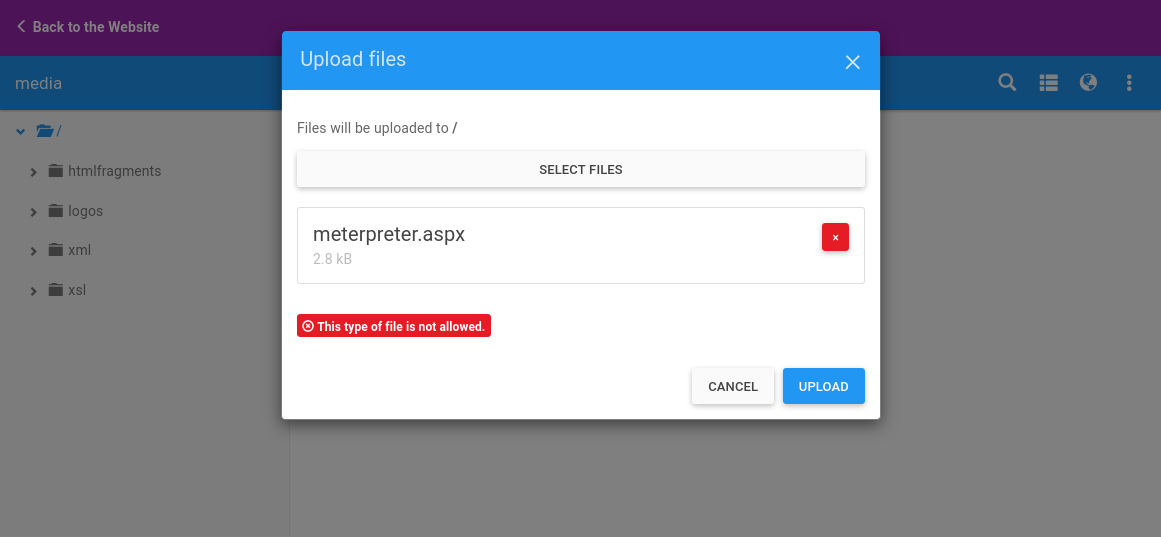 Back to the Website
Upload files
media
Files will be uploaded to /
/
SELECT FILES
htmlfragments
logos
meterpreter.aspx
×
xml
2.8 kB
xsl
This type of file is not allowed.
CANCEL
UPLOAD